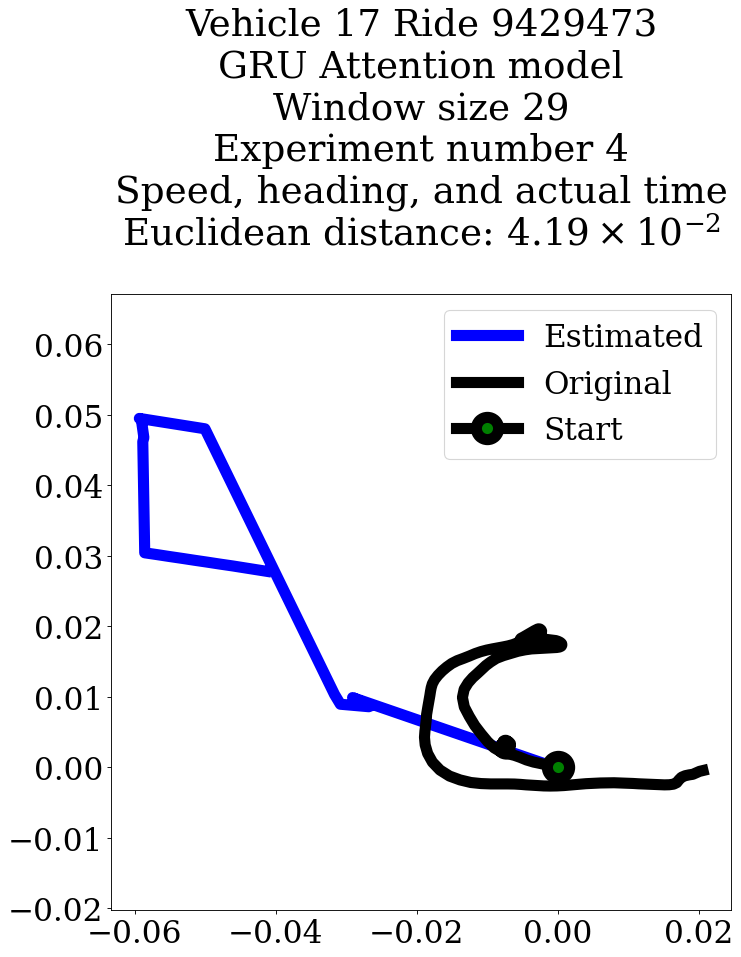 Vehicle 17 Ride 9429473
GRU Attention model
Window size 29
Experiment number 4
Speed, heading, and actual time
Euclidean distance: 4.19 × 10⁻²
Estimated
Original
Start
0.06
0.05
0.04
0.03
0.02
0.01
0.00
−0.01
−0.02
−0.06 −0.04 −0.02 0.00 0.02